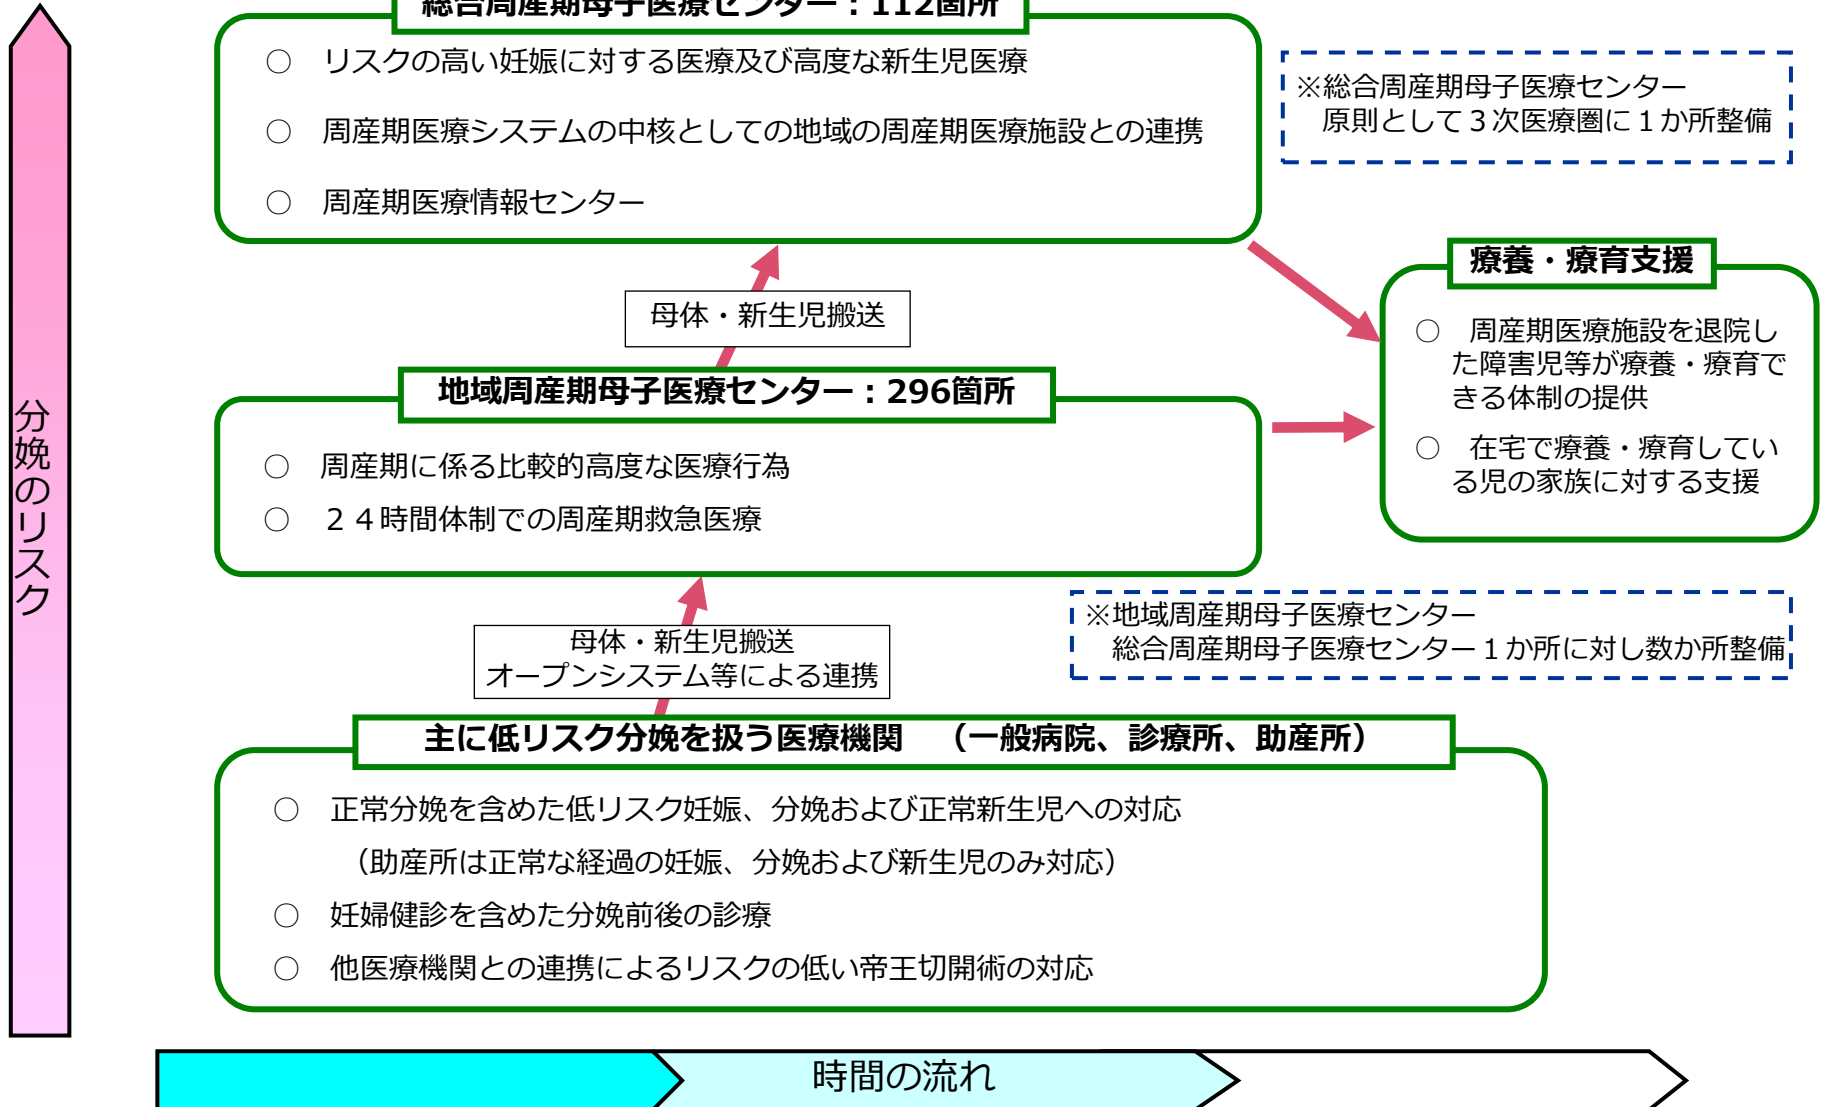 総合周産期母子医療センター：112箇所
○　リスクの高い妊娠に対する医療及び高度な新生児医療
○　周産期医療システムの中核としての地域の周産期医療施設との連携
○　周産期医療情報センター
※総合周産期母子医療センター
原則として３次医療圏に１か所整備
母体・新生児搬送
療養・療育支援
○　周産期医療施設を退院し
た障害児等が療養・療育で
きる体制の提供
○　在宅で療養・療育してい
る児の家族に対する支援
地域周産期母子医療センター：296箇所
○　周産期に係る比較的高度な医療行為
○　２４時間体制での周産期救急医療
分娩のリスク
※地域周産期母子医療センター
総合周産期母子医療センター１か所に対し数か所整備
母体・新生児搬送
オープンシステム等による連携
主に低リスク分娩を扱う医療機関　（一般病院、診療所、助産所）
○　正常分娩を含めた低リスク妊娠、分娩および正常新生児への対応
（助産所は正常な経過の妊娠、分娩および新生児のみ対応）
○　妊婦健診を含めた分娩前後の診療
○　他医療機関との連携によるリスクの低い帝王切開術の対応
時間の流れ